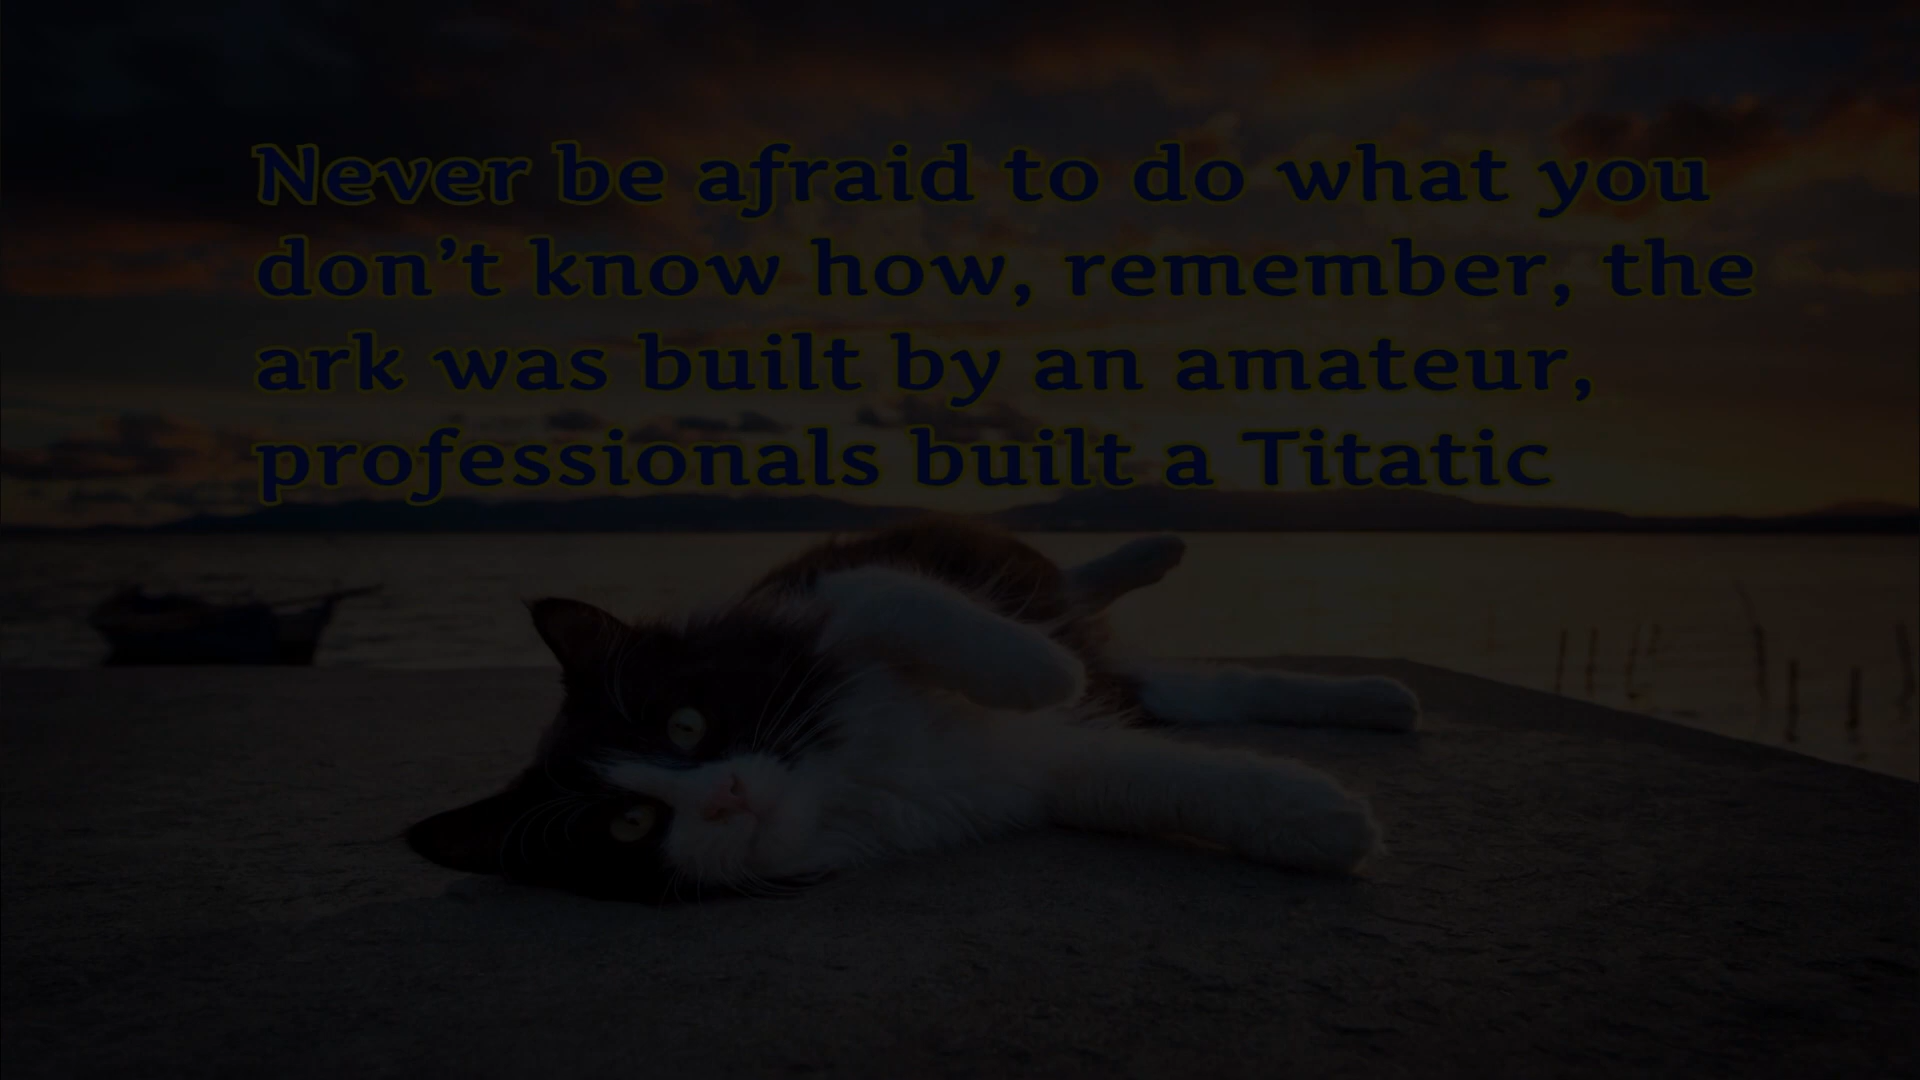 Never be afraid to do what you
don't know how, remember, the
ark was built by an amateur,
professionals built a Titatic